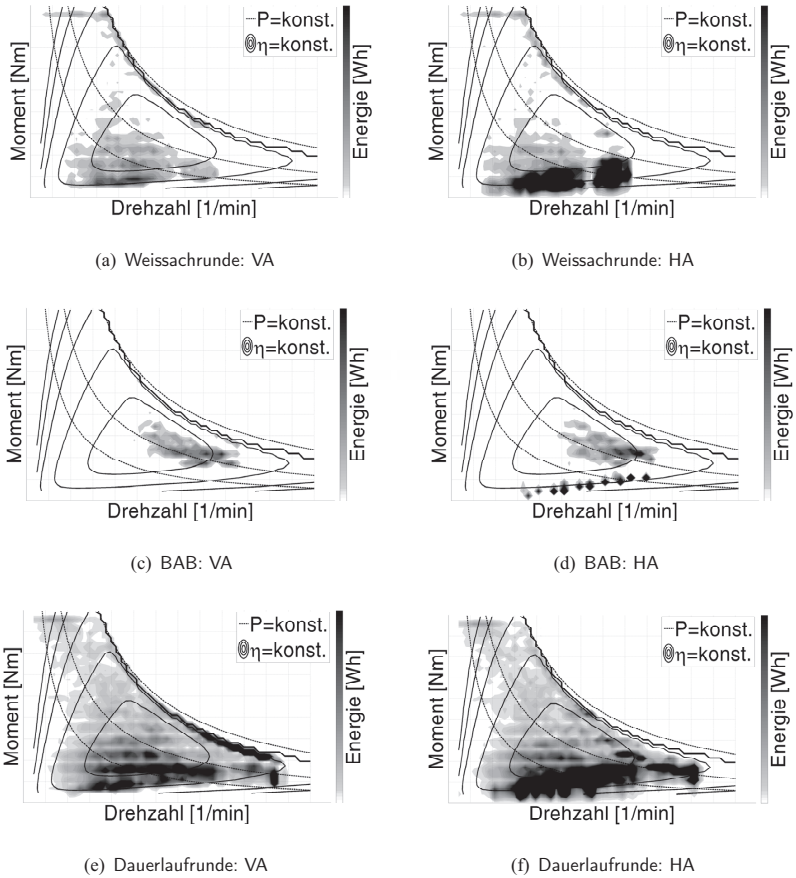 P=konst.
η=konst.
Moment [Nm]
Energie [Wh]
Drehzahl [1/min]
(a) Weissachrunde: VA
P=konst.
η=konst.
Moment [Nm]
Energie [Wh]
Drehzahl [1/min]
(b) Weissachrunde: HA
P=konst.
η=konst.
Moment [Nm]
Energie [Wh]
Drehzahl [1/min]
(c) BAB: VA
P=konst.
η=konst.
Moment [Nm]
Energie [Wh]
Drehzahl [1/min]
(d) BAB: HA
P=konst.
η=konst.
Moment [Nm]
Energie [Wh]
Drehzahl [1/min]
(e) Dauerlaufrunde: VA
P=konst.
η=konst.
Moment [Nm]
Energie [Wh]
Drehzahl [1/min]
(f) Dauerlaufrunde: HA